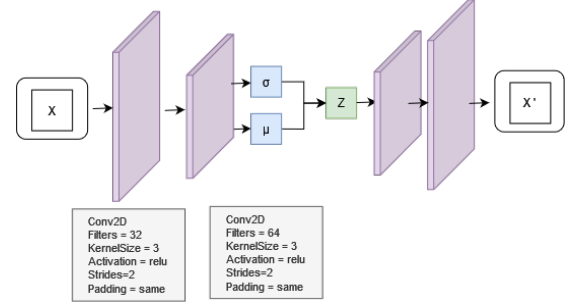 X
σ
μ
Z
X'
Conv2D
Filters = 32
KernelSize = 3
Activation = relu
Strides=2
Padding = same
Conv2D
Filters = 64
KernelSize = 3
Activation = relu
Strides=2
Padding = same